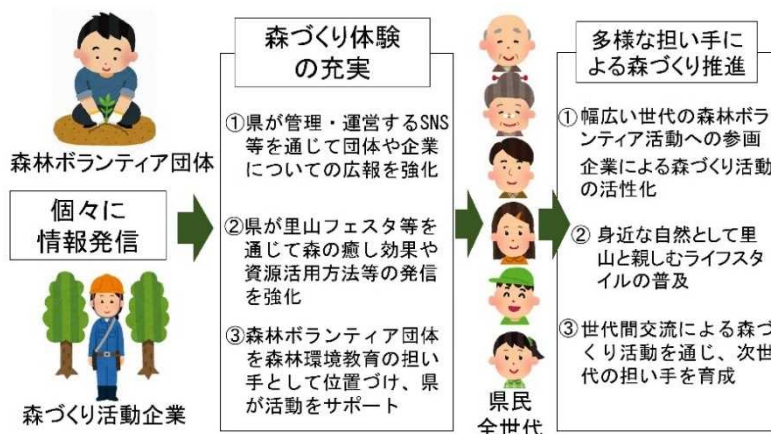 森林ボランティア団体
個々に
情報発信
森づくり活動企業
森づくり体験
の充実
①県が管理・運営するSNS
等を通じて団体や企業
についての広報を強化
②県が里山フェスタ等を
通じて森の癒し効果や
資源活用方法等の発信
を強化
③森林ボランティア団体
を森林環境教育の担い
手として位置づけ、県
が活動をサポート
県民
全世代
多様な担い手に
よる森づくり推進
① 幅広い世代の森林ボラ
ンティア活動への参画
企業による森づくり活動
の活性化
② 身近な自然として里
山と親しむライフスタ
イルの普及
③ 世代間交流による森づ
くり活動を通じ、次世
代の担い手を育成